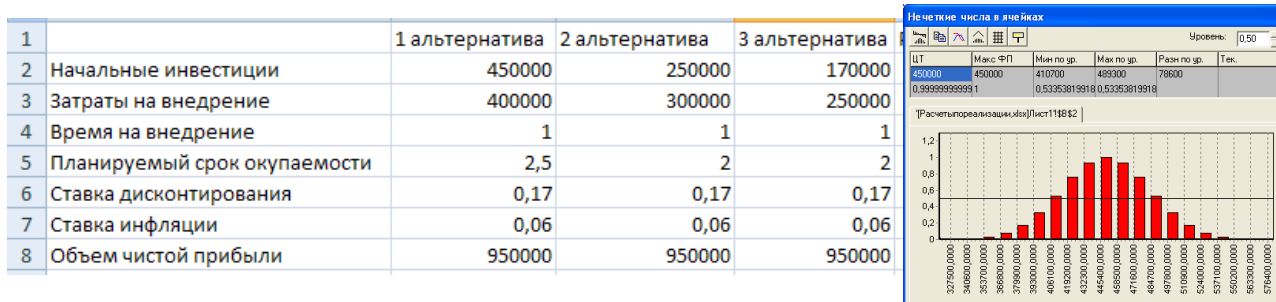 1 1 альтернатива 2 альтернатива 3 альтернатива
2 Начальные инвестиции 450000 250000 170000
3 Затраты на внедрение 400000 300000 250000
4 Время на внедрение 1 1 1
5 Планируемый срок окупаемости 2,5 2 2
6 Ставка дисконтирования 0,17 0,17 0,17
7 Ставка инфляции 0,06 0,06 0,06
8 Объем чистой прибыли 950000 950000 950000
Нечеткие числа в ячейках
Уровень: 0,50
ЦТ Макс ФП Мин по ур. Мах по ур. Разн по ур. Тек.
450000 450000 410700 489300 78600
0,99999999999 1 0,53353819918 0,53353819918
'[Расчетыпореализации,xlsx]Лист1'!$B$2
1,2
1
0,8
0,6
0,4
0,2
0
327500,0000 340600,0000 353700,0000 366800,0000 379900,0000 393000,0000 406100,0000 419200,0000 432300,0000 445400,0000 458500,0000 471600,0000 484700,0000 497800,0000 510900,0000 524000,0000 537100,0000 550200,0000 563300,0000 576400,0000